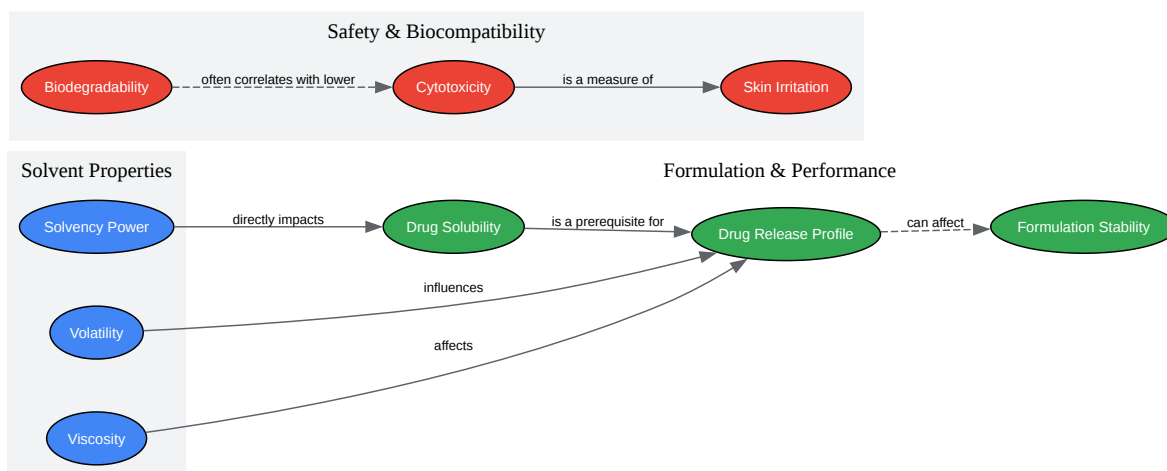 Safety & Biocompatibility
Biodegradability
often correlates with lower
Cytotoxicity
is a measure of
Skin Irritation
Solvent Properties
Formulation & Performance
Solvency Power
directly impacts
Drug Solubility
is a prerequisite for
Drug Release Profile
can affect
Formulation Stability
influences
Volatility
affects
Viscosity